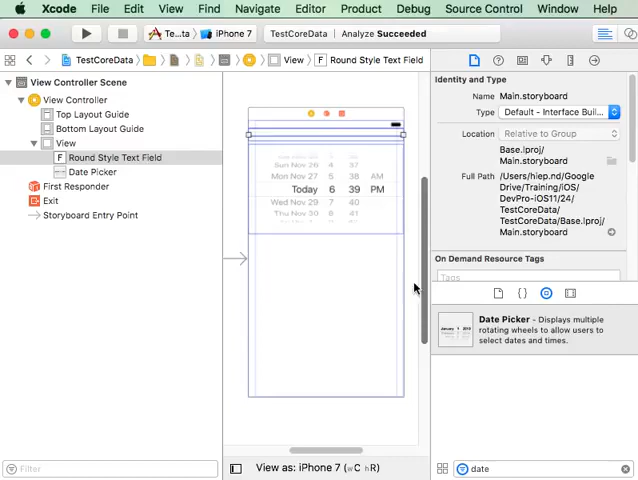 Xcode File Edit View Find Navigate Editor Product Debug Source Control Window Help
Te...ta iPhone 7 TestCoreData | Analyze Succeeded
TestCoreData View F Round Style Text Field
View Controller Scene
View Controller
Top Layout Guide
Bottom Layout Guide
View
F Round Style Text Field
Date Picker
First Responder
Exit
Storyboard Entry Point
Sun Nov 26 4 37
Mon Nov 27 5 38 AM
Today 6 39 PM
Wed Nov 29 7 40
Thu Nov 30 8 41
Identity and Type
Name Main.storyboard
Type Default - Interface Buil...
Location Relative to Group
Base.lproj/
Main.storyboard
Full Path /Users/hiep.nd/Google
Drive/Training/iOS/
DevPro-iOS11/24/
TestCoreData/
TestCoreData/Base.lproj/
Main.storyboard
On Demand Resource Tags
Tags
Date Picker - Displays multiple
rotating wheels to allow users to
select dates and times.
Filter
View as: iPhone 7 (wC hR)
date